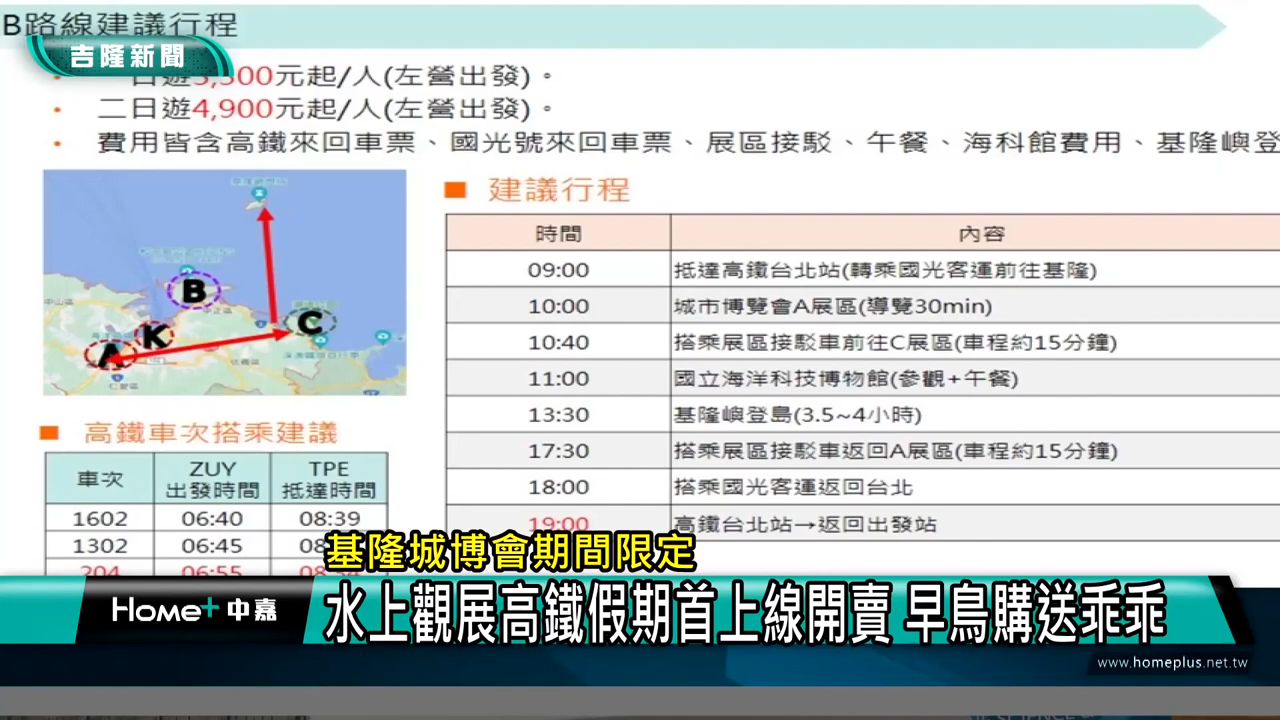 B路線建議行程
吉隆新聞
日遊3,300元起/人(左營出發)。
• 二日遊4,900元起/人(左營出發)。
• 費用皆含高鐵來回車票、國光號來回車票、展區接駁、午餐、海科館費用、基隆嶼登
B
K
A
C
中山區
■ 建議行程
時間 內容
09:00 抵達高鐵台北站(轉乘國光客運前往基隆)
10:00 城市博覽會A展區(導覽30min)
10:40 搭乘展區接駁車前往C展區(車程約15分鐘)
11:00 國立海洋科技博物館(參觀+午餐)
13:30 基隆嶼登島(3.5~4小時)
17:30 搭乘展區接駁車返回A展區(車程約15分鐘)
18:00 搭乘國光客運返回台北
19:00 高鐵台北站→返回出發站
■ 高鐵車次搭乘建議
車次 ZUY 出發時間 TPE 抵達時間
1602 06:40 08:39
1302 06:45
204 06:55
基隆城博會期間限定
Home+ 中嘉
水上觀展高鐵假期首上線開賣 早鳥購送乖乖
www.homeplus.net.tw